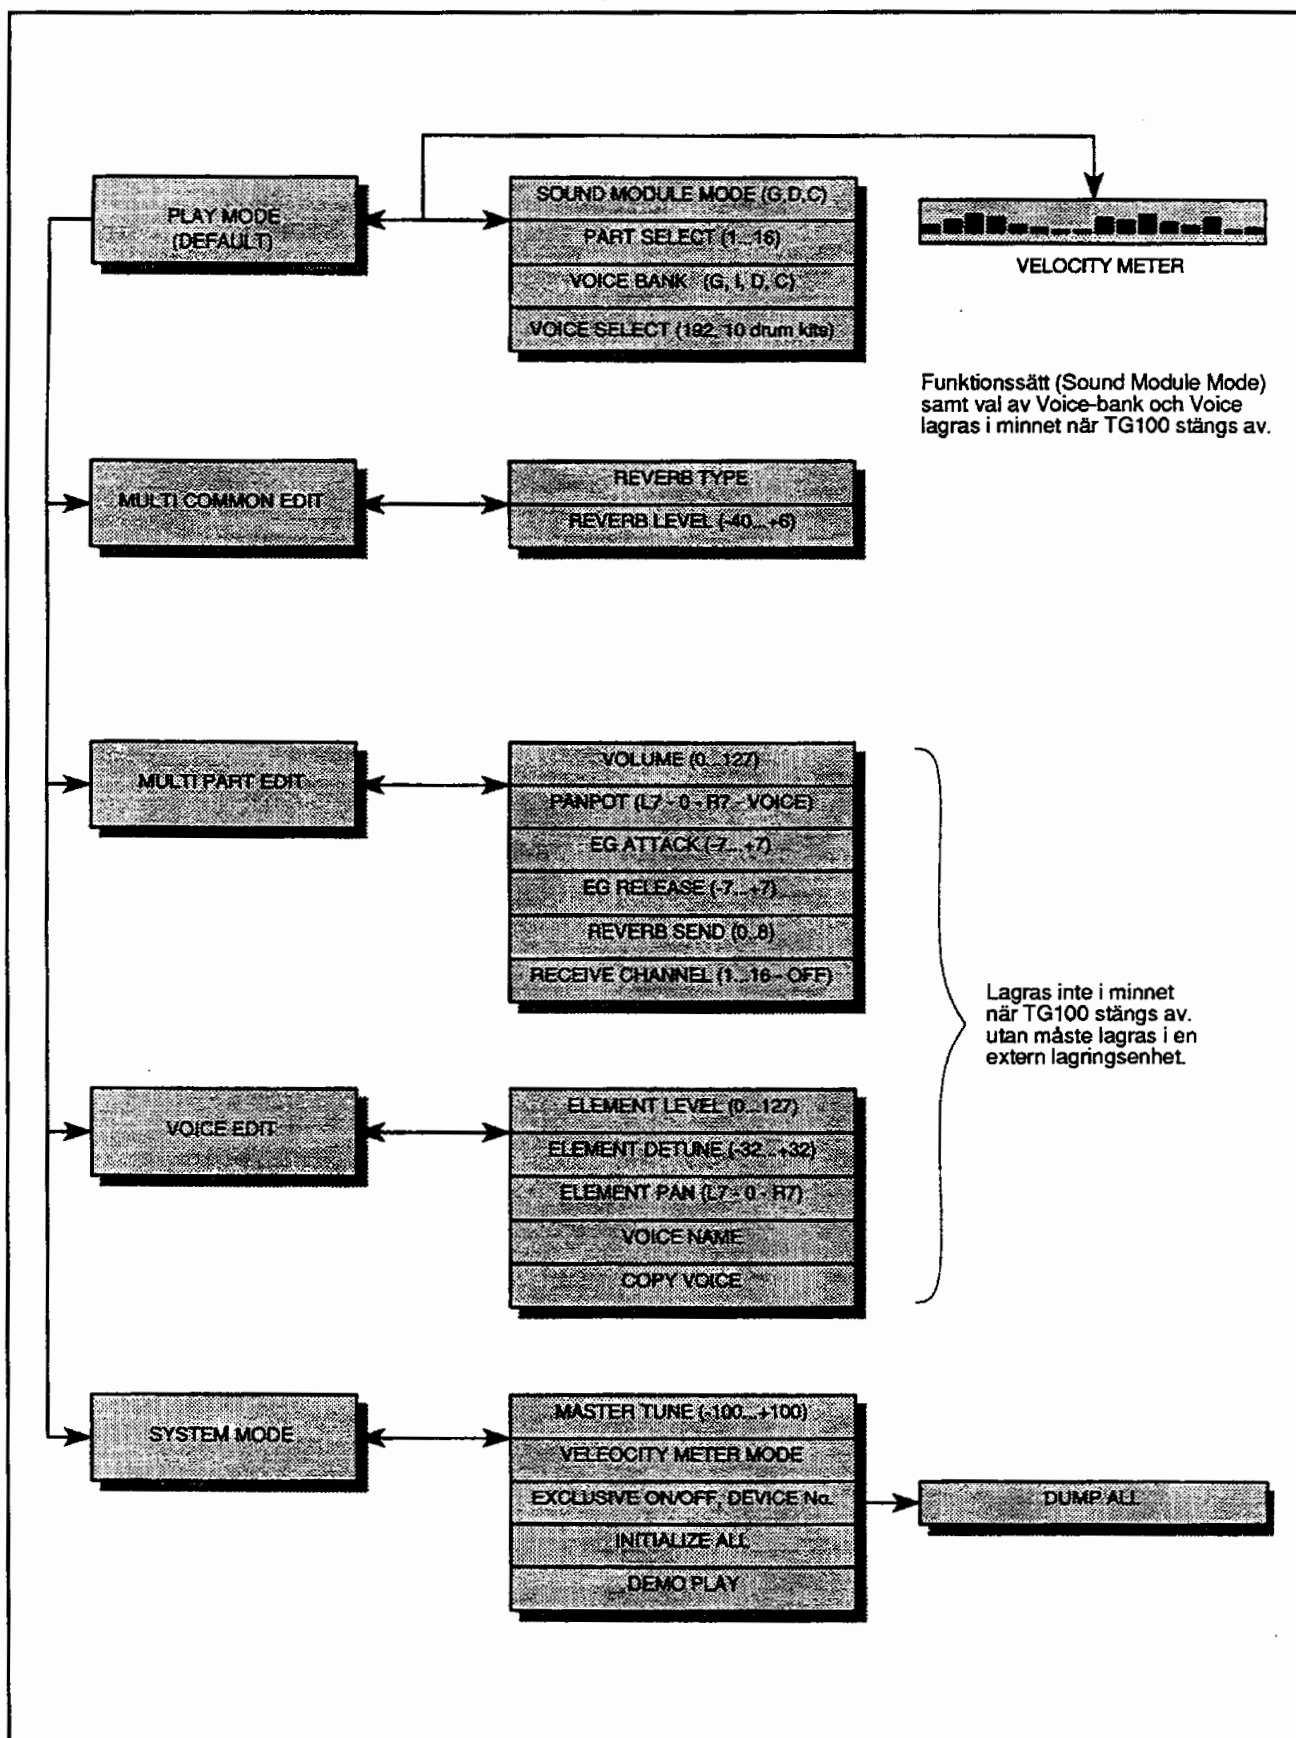 PLAY MODE
(DEFAULT)
SOUND MODULE MODE (G,D,C)
PART SELECT (1...16)
VOICE BANK (G, I, D, C)
VOICE SELECT (192, 10 drum kits)
VELOCITY METER
Funktionssätt (Sound Module Mode)
samt val av Voice-bank och Voice
lagras i minnet när TG100 stängs av.
MULTI COMMON EDIT
REVERB TYPE
REVERB LEVEL (-40...+6)
MULTI PART EDIT
VOLUME (0...127)
PANPOT (L7 - 0 - R7 - VOICE)
EG ATTACK (-7...+7)
EG RELEASE (-7...+7)
REVERB SEND (0..8)
RECEIVE CHANNEL (1...16 - OFF)
Lagras inte i minnet
när TG100 stängs av.
utan måste lagras i en
extern lagringsenhet.
VOICE EDIT
ELEMENT LEVEL (0...127)
ELEMENT DETUNE (-32...+32)
ELEMENT PAN (L7 - 0 - R7)
VOICE NAME
COPY VOICE
SYSTEM MODE
MASTER TUNE (-100...+100)
VELEOCITY METER MODE
EXCLUSIVE ON/OFF, DEVICE No.
INITIALIZE ALL
DEMO PLAY
DUMP ALL